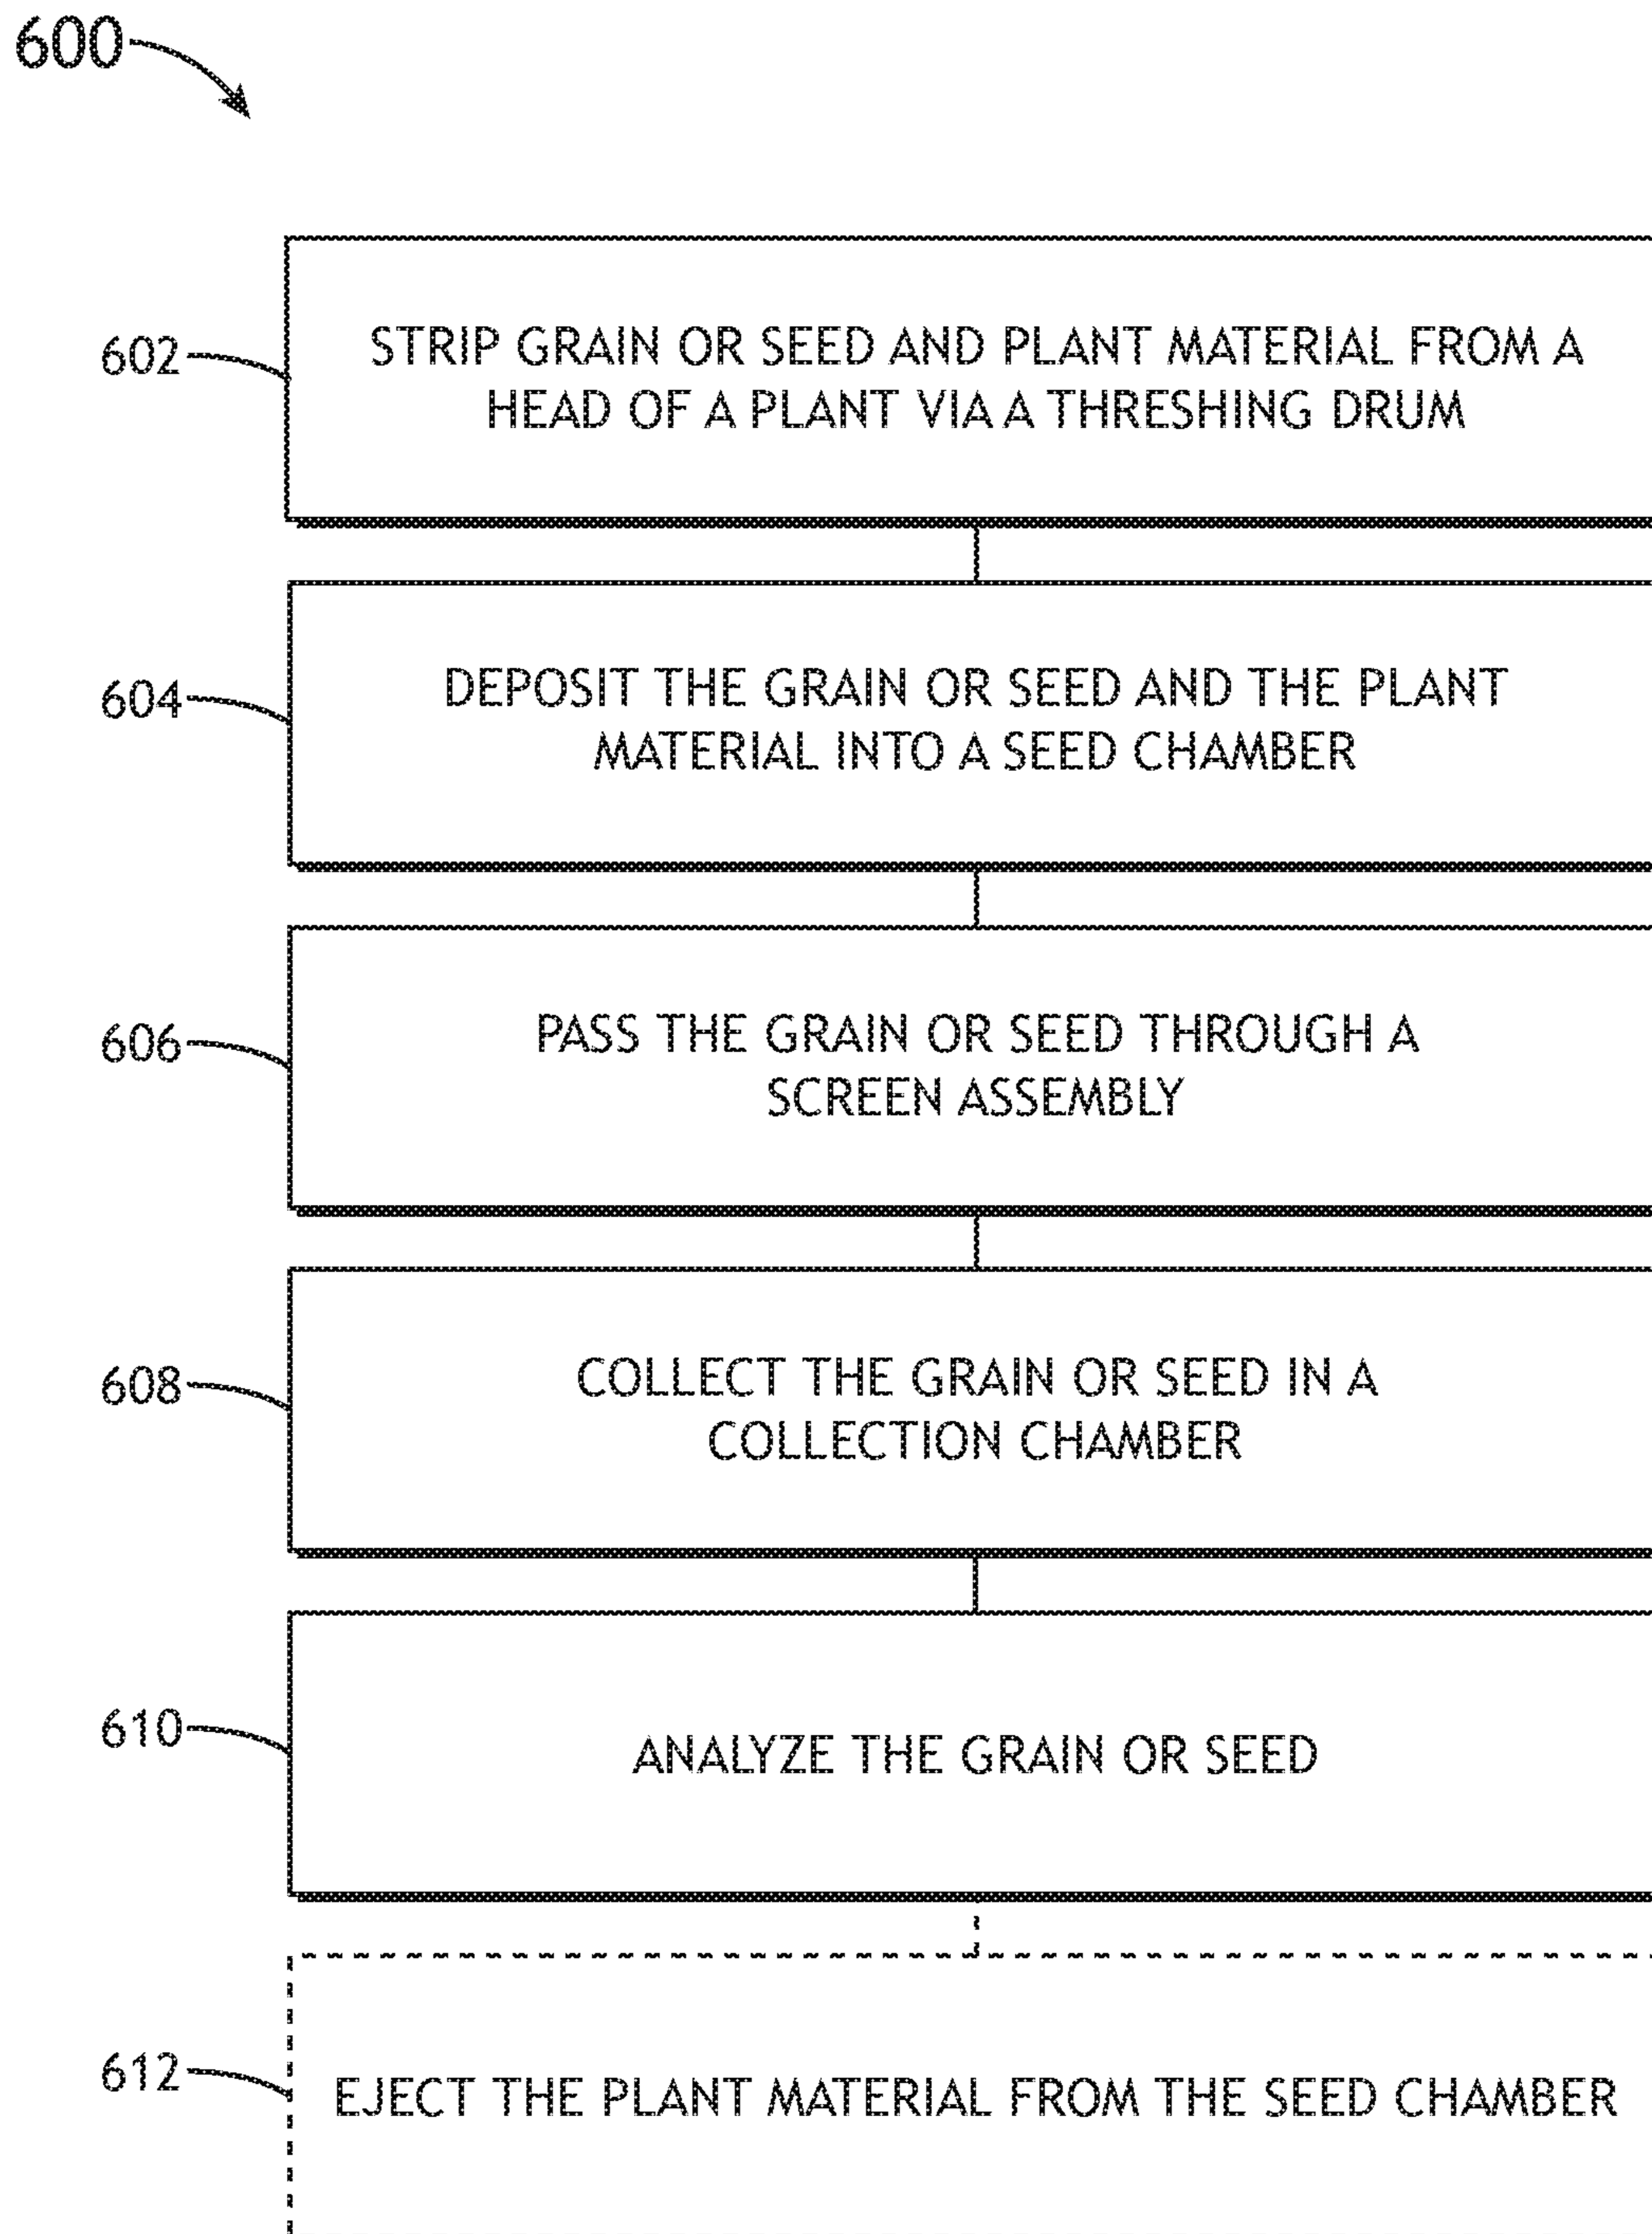 600
602
STRIP GRAIN OR SEED AND PLANT MATERIAL FROM A
HEAD OF A PLANT VIA A THRESHING DRUM
604
DEPOSIT THE GRAIN OR SEED AND THE PLANT
MATERIAL INTO A SEED CHAMBER
606
PASS THE GRAIN OR SEED THROUGH A
SCREEN ASSEMBLY
608
COLLECT THE GRAIN OR SEED IN A
COLLECTION CHAMBER
610
ANALYZE THE GRAIN OR SEED
612
EJECT THE PLANT MATERIAL FROM THE SEED CHAMBER